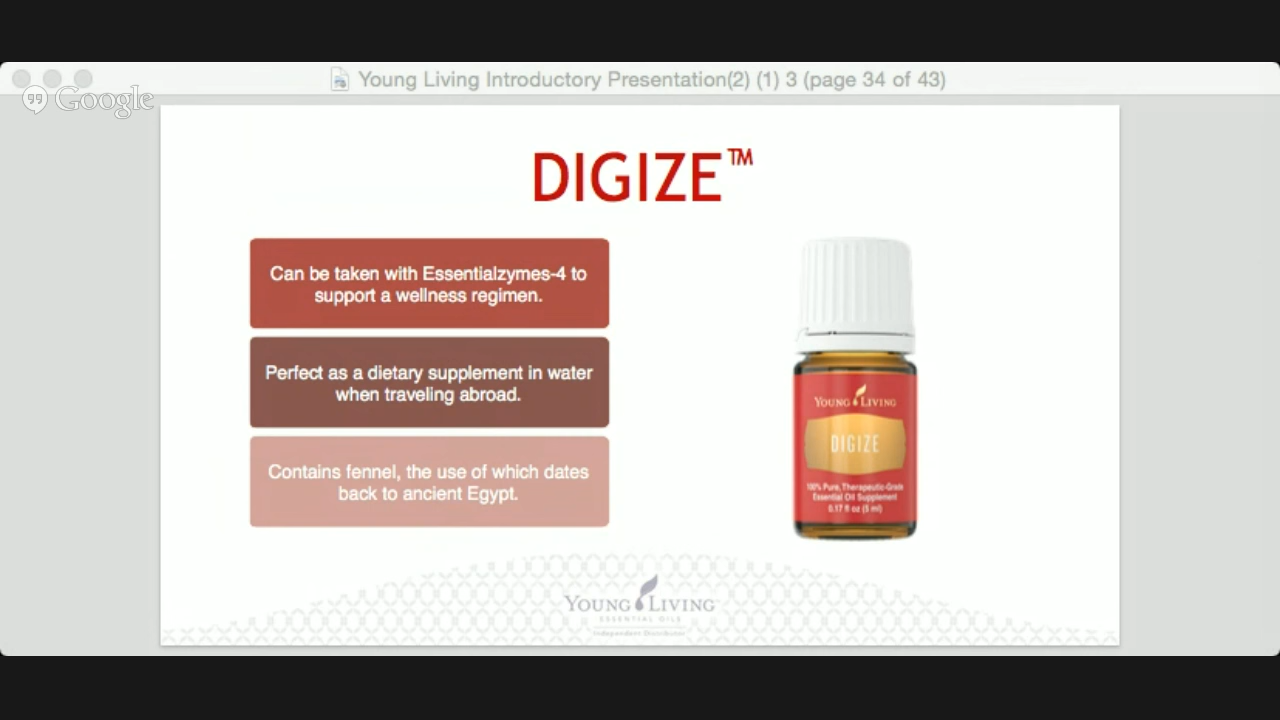 Young Living Introductory Presentation(2) (1) 3 (page 34 of 43)
Google
DIGIZE™
Can be taken with Essentialzymes-4 to
support a wellness regimen.
Perfect as a dietary supplement in water
when traveling abroad.
Contains fennel, the use of which dates
back to ancient Egypt.
YOUNG LIVING
DIGIZE
100% Pure, Therapeutic-Grade
Essential Oil Supplement
0.17 fl oz (5 ml)
YOUNG LIVING
ESSENTIAL OILS
Independent Distributor